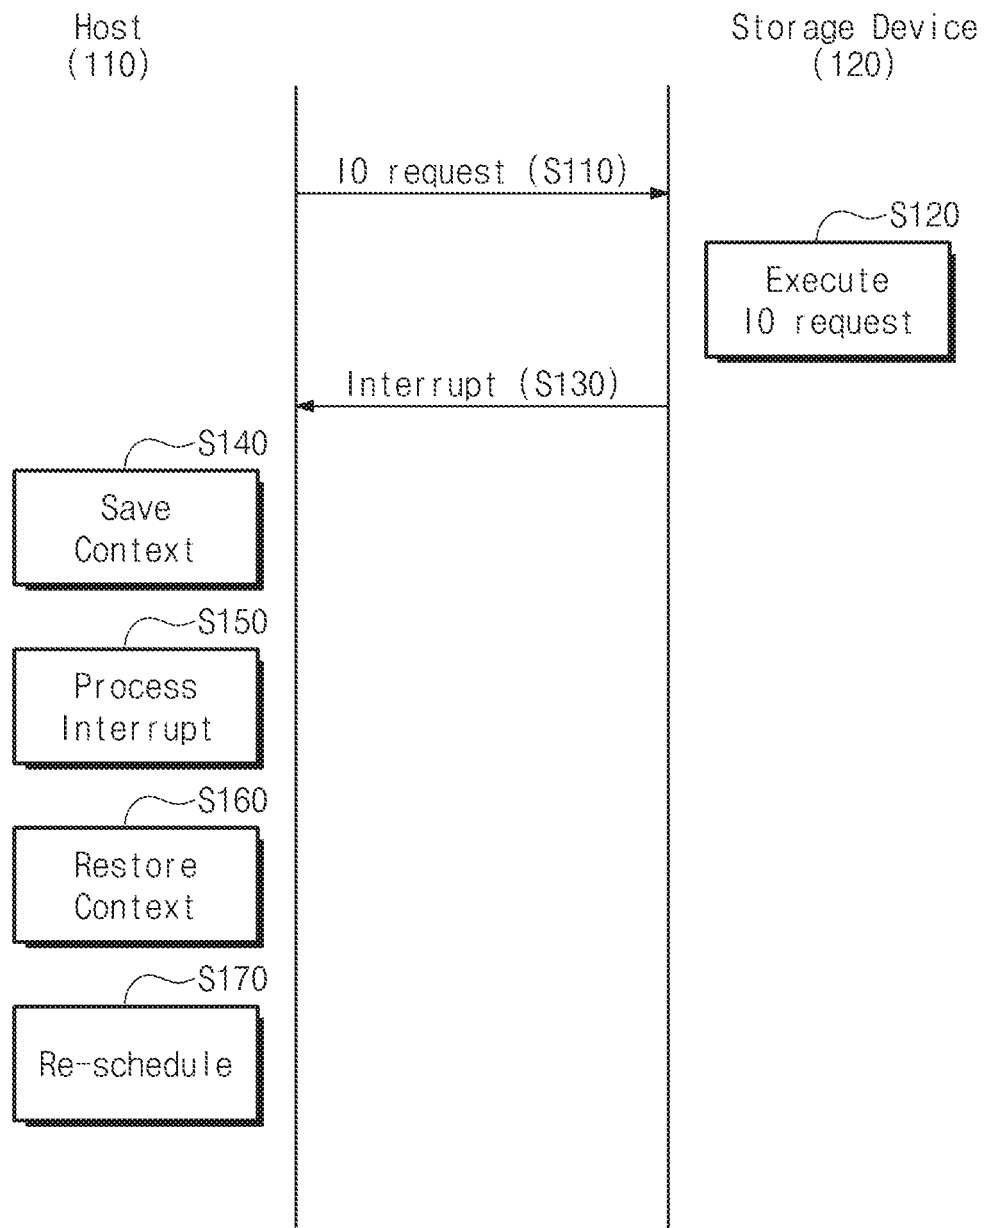 Host
(110)
Storage Device
(120)
IO request (S110)
S120
Execute
IO request
Interrupt (S130)
S140
Save
Context
S150
Process
Interrupt
S160
Restore
Context
S170
Re-schedule